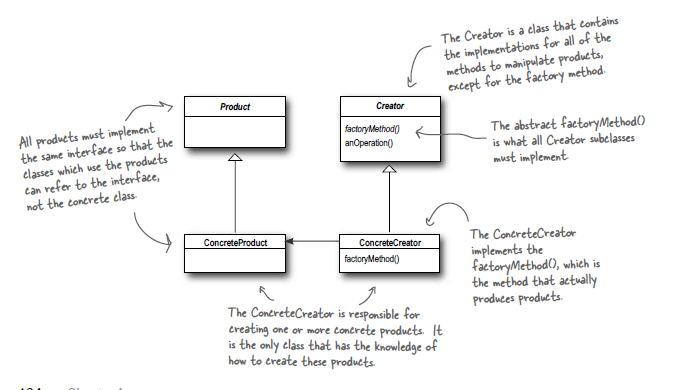 The Creator is a class that contains
the implementations for all of the
methods to manipulate products,
except for the factory method.
Product
Creator
factoryMethod()
anOperation()
All products must implement
the same interface so that the
classes which use the products
can refer to the interface,
not the concrete class.
The abstract factoryMethod()
is what all Creator subclasses
must implement.
ConcreteProduct
ConcreteCreator
factoryMethod()
The ConcreteCreator
implements the
factoryMethod(), which is
the method that actually
produces products.
The ConcreteCreator is responsible for
creating one or more concrete products. It
is the only class that has the knowledge of
how to create these products.